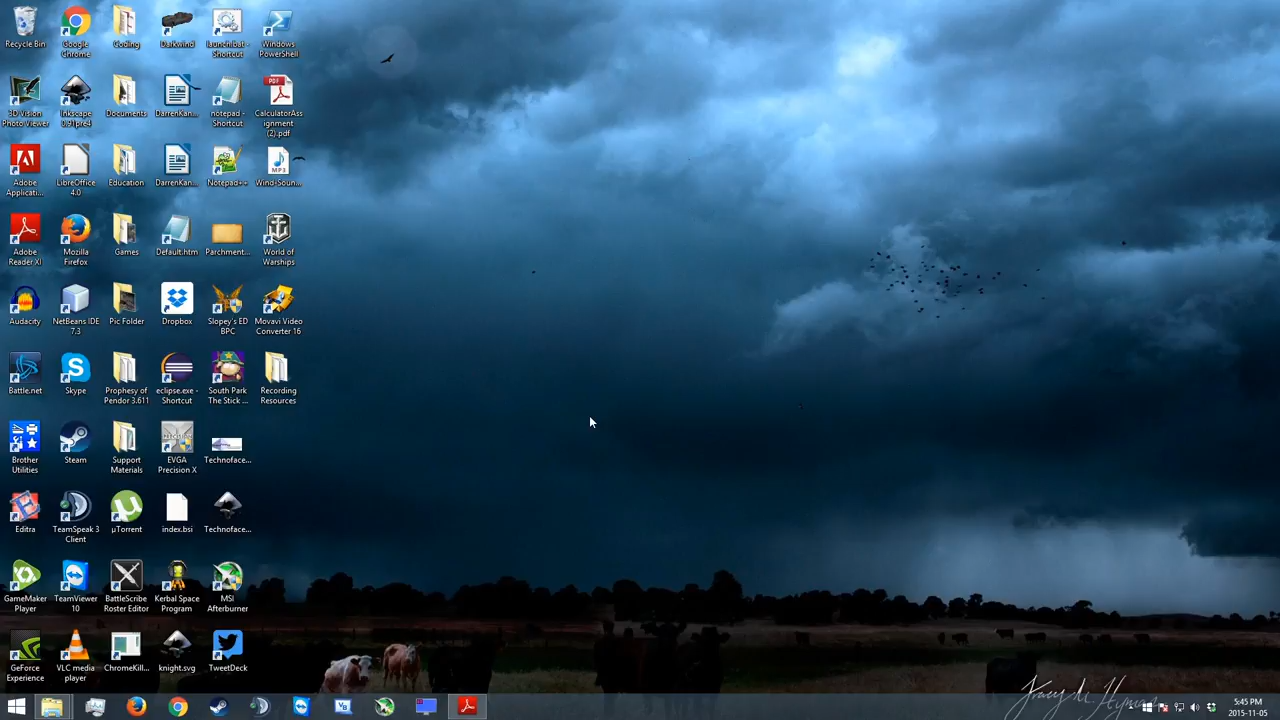 Recycle Bin
Google
Chrome
Coding
Darkwind
launch.bat -
Shortcut
Windows
PowerShell
3D Vision
Photo Viewer
Inkscape
0.91pre4
Documents
DarrenKan...
notepad -
Shortcut
PDF
CalculatorAss
ignment
(2).pdf
Adobe
Applicati...
LibreOffice
4.0
Education
DarrenKan...
Notepad++
MP3
Wind-Soun...
Adobe
Reader XI
Mozilla
Firefox
Games
Default.htm
Parchment...
World of
Warships
Audacity
NetBeans IDE
7.3
Pic Folder
Dropbox
Slopey's ED
BPC
Movavi Video
Converter 16
Battle.net
Skype
Prophesy of
Pendor 3.611
eclipse.exe -
Shortcut
South Park
The Stick ...
Recording
Resources
Brother
Utilities
Steam
Support
Materials
EVGA
Precision X
Technoface...
Editra
TeamSpeak 3
Client
µTorrent
index.bsi
Technoface...
GameMaker
Player
TeamViewer
10
BattleScribe
Roster Editor
Kerbal Space
Program
MSI
Afterburner
GeForce
Experience
VLC media
player
ChromeKill...
knight.svg
TweetDeck
5:45 PM
2015-11-05